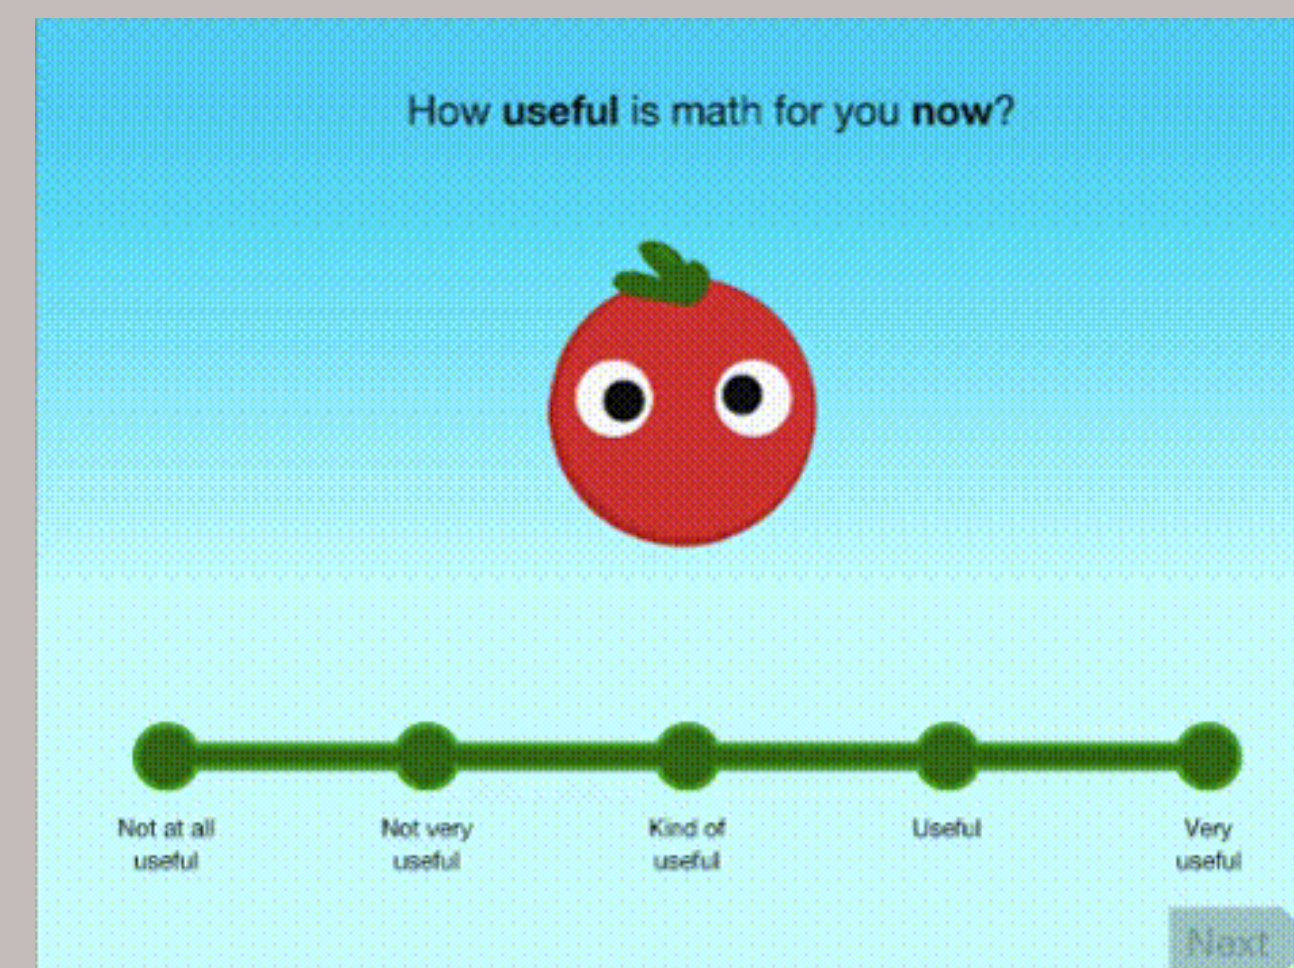 How useful is math for you now?
Not at all
useful
Not very
useful
Kind of
useful
Useful
Very
useful
Next